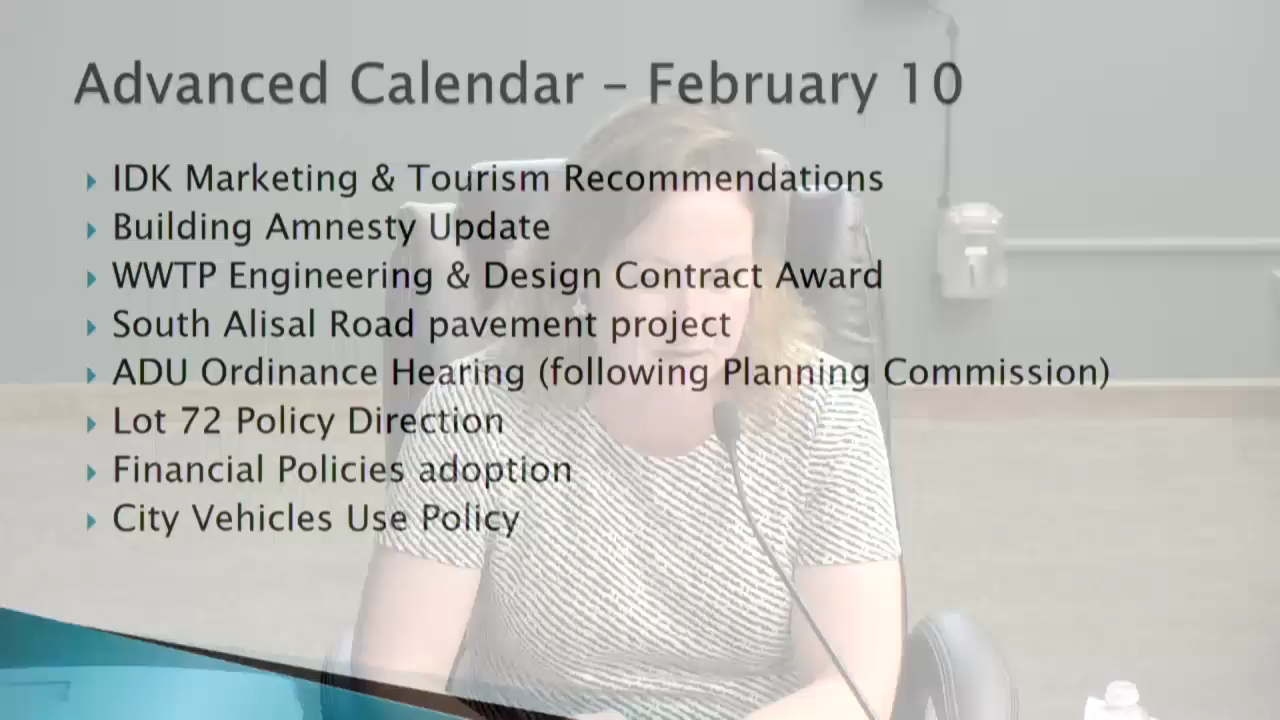 Advanced Calendar – February 10
IDK Marketing & Tourism Recommendations
Building Amnesty Update
WWTP Engineering & Design Contract Award
South Alisal Road pavement project
ADU Ordinance Hearing (following Planning Commission)
Lot 72 Policy Direction
Financial Policies adoption
City Vehicles Use Policy